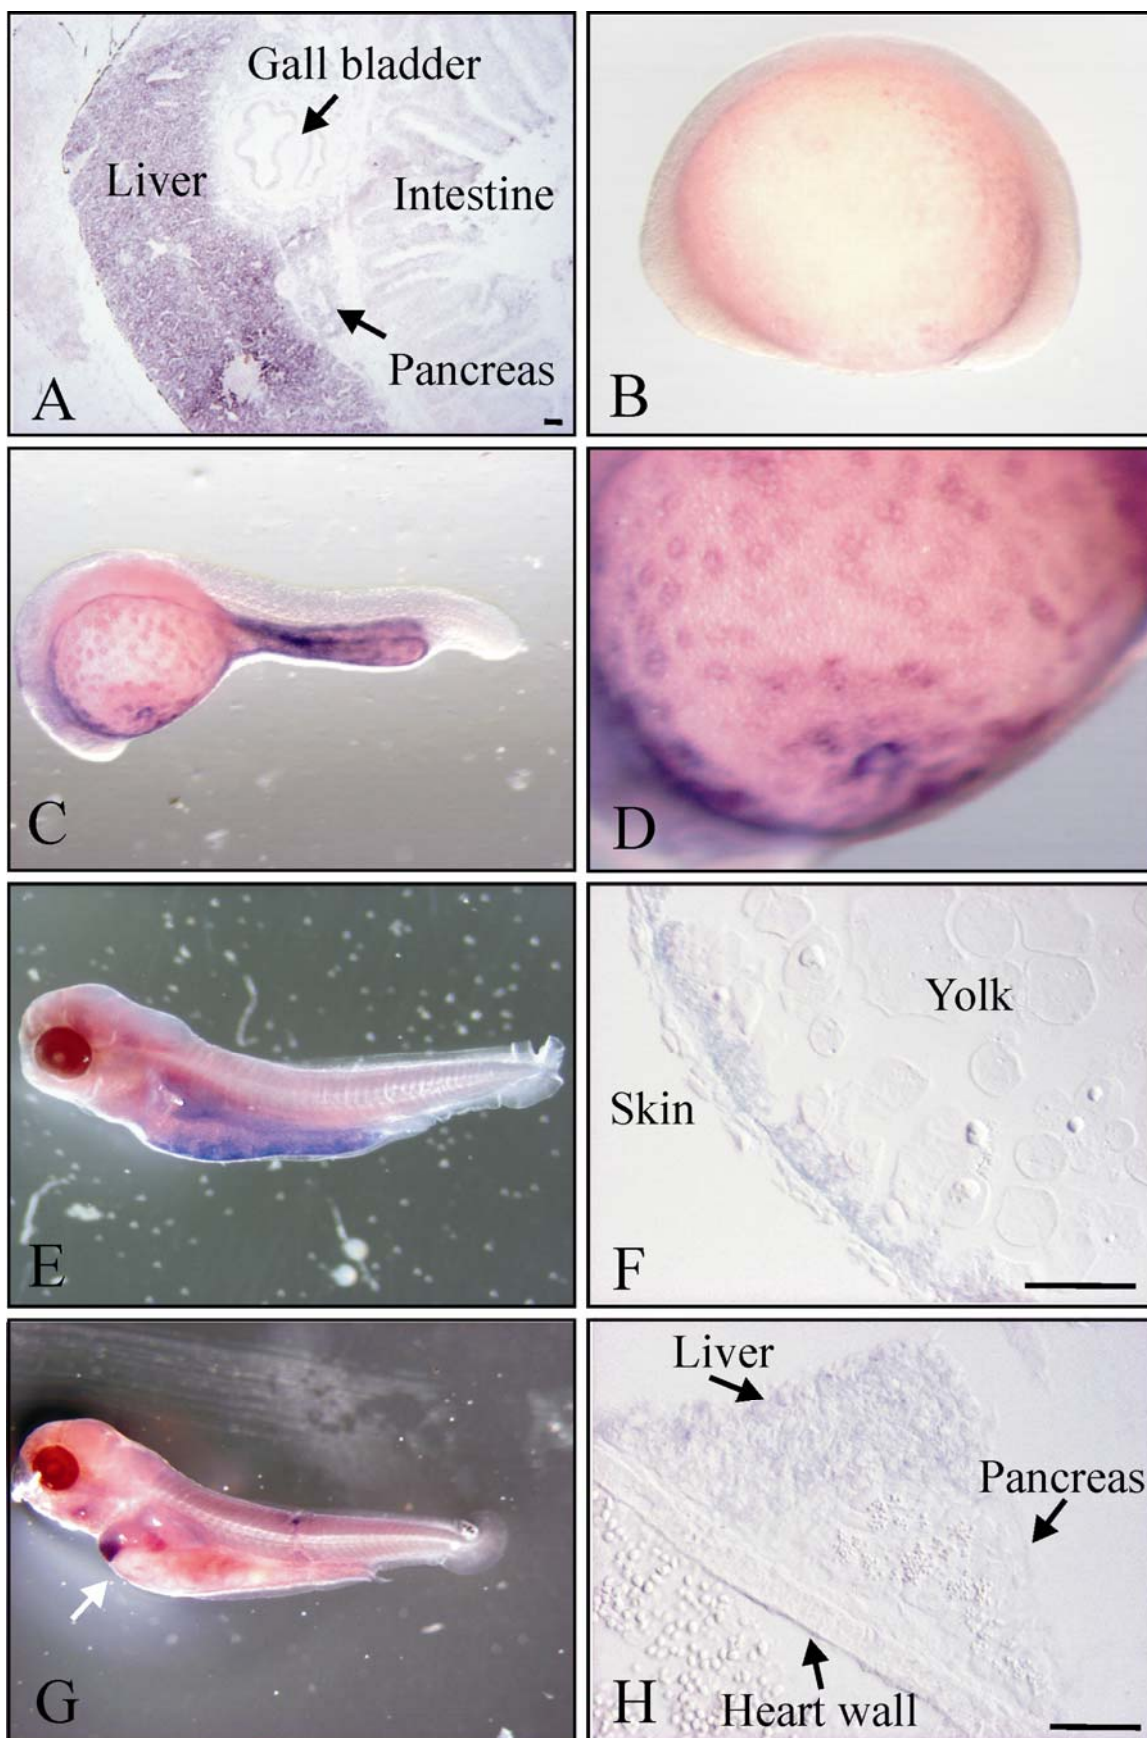 Gall bladder
Liver
Intestine
Pancreas
A
B
C
D
Yolk
Skin
E
F
Liver
Pancreas
Heart wall
G
H